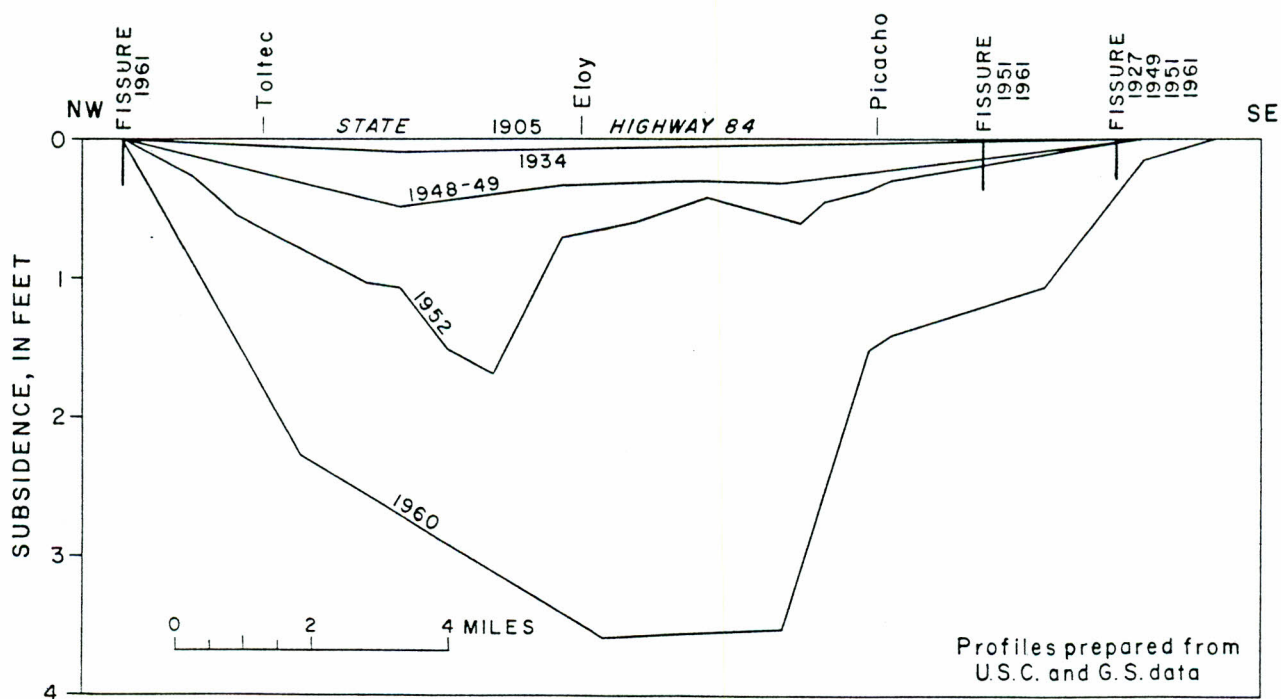 FISSURE
1961
Toltec
Eloy
Picacho
FISSURE
1951
1961
FISSURE
1927
1949
1951
1961
NW
SE
STATE 1905 HIGHWAY 84
0
1934
1948-49
1
1952
2
1960
3
4
SUBSIDENCE, IN FEET
0 2 4 MILES
Profiles prepared from
U.S.C. and G.S. data